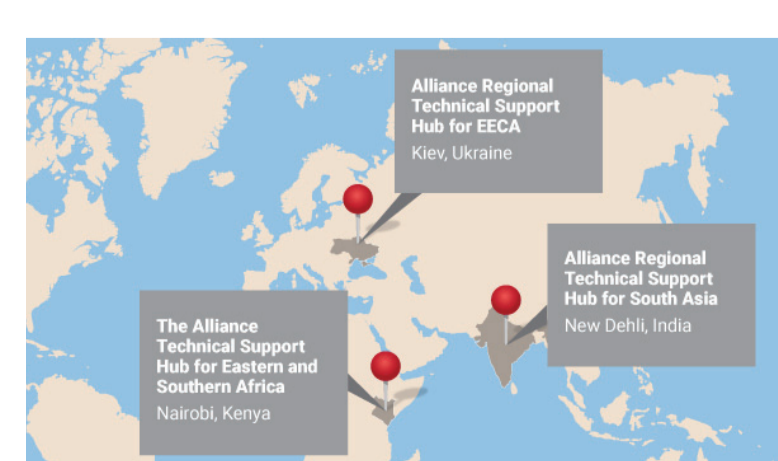 Alliance Regional
Technical Support
Hub for EECA
Kiev, Ukraine
Alliance Regional
Technical Support
Hub for South Asia
New Dehli, India
The Alliance
Technical Support
Hub for Eastern and
Southern Africa
Nairobi, Kenya